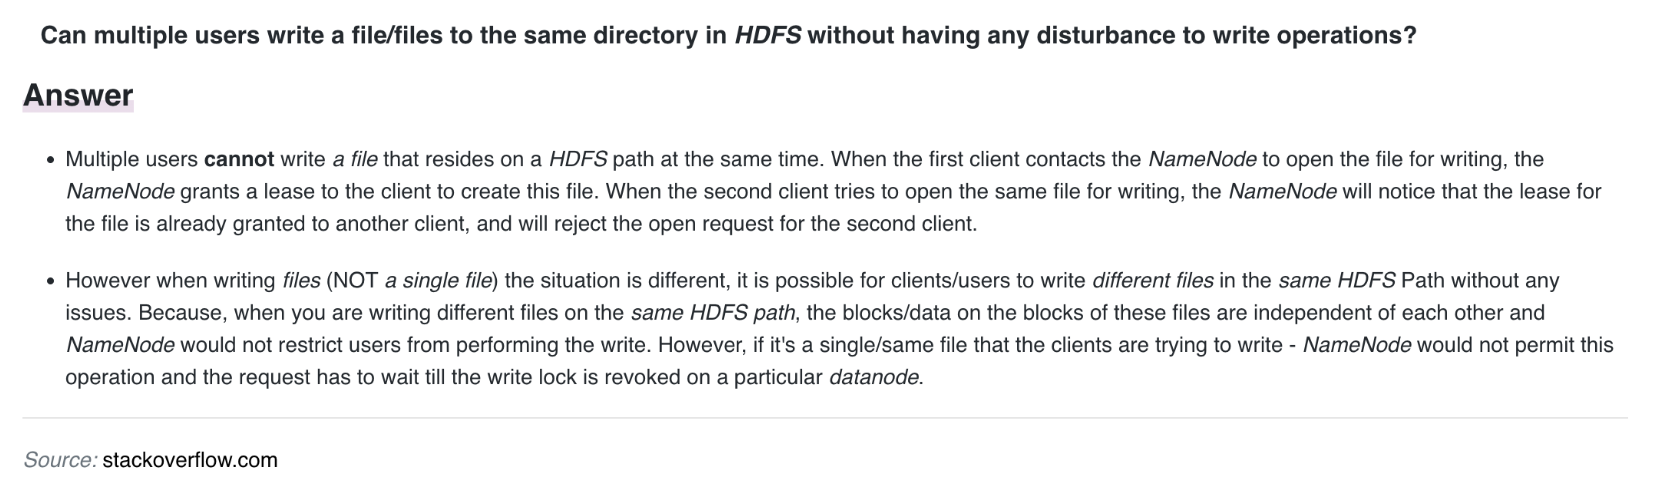 Can multiple users write a file/files to the same directory in HDFS without having any disturbance to write operations?
Answer
• Multiple users cannot write a file that resides on a HDFS path at the same time. When the first client contacts the NameNode to open the file for writing, the
NameNode grants a lease to the client to create this file. When the second client tries to open the same file for writing, the NameNode will notice that the lease for
the file is already granted to another client, and will reject the open request for the second client.
• However when writing files (NOT a single file) the situation is different, it is possible for clients/users to write different files in the same HDFS Path without any
issues. Because, when you are writing different files on the same HDFS path, the blocks/data on the blocks of these files are independent of each other and
NameNode would not restrict users from performing the write. However, if it's a single/same file that the clients are trying to write - NameNode would not permit this
operation and the request has to wait till the write lock is revoked on a particular datanode.
Source: stackoverflow.com